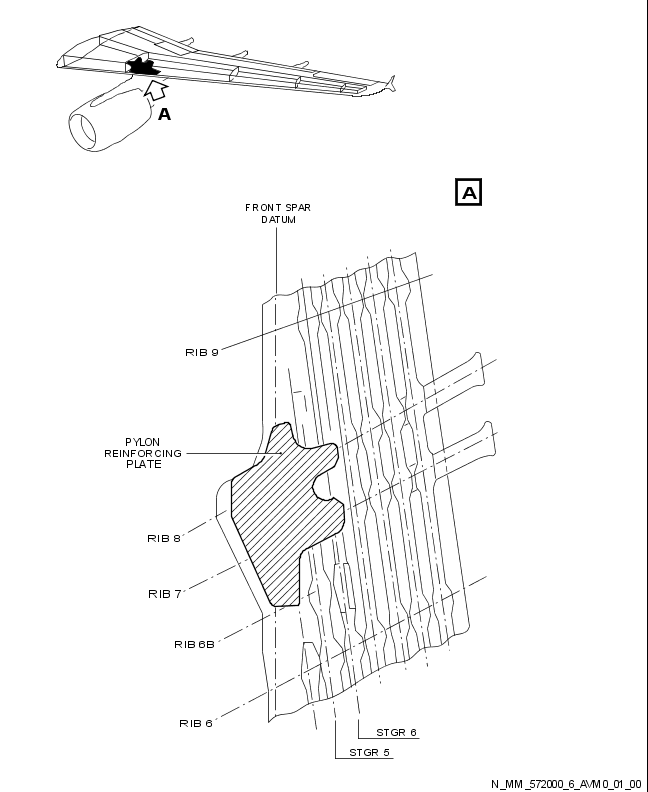 A
A
FRONT SPAR
DATUM
RIB 9
PYLON
REINFORCING
PLATE
RIB 8
RIB 7
RIB 6B
RIB 6
STGR 6
STGR 5
N_MM_572000_6_AVM0_01_00